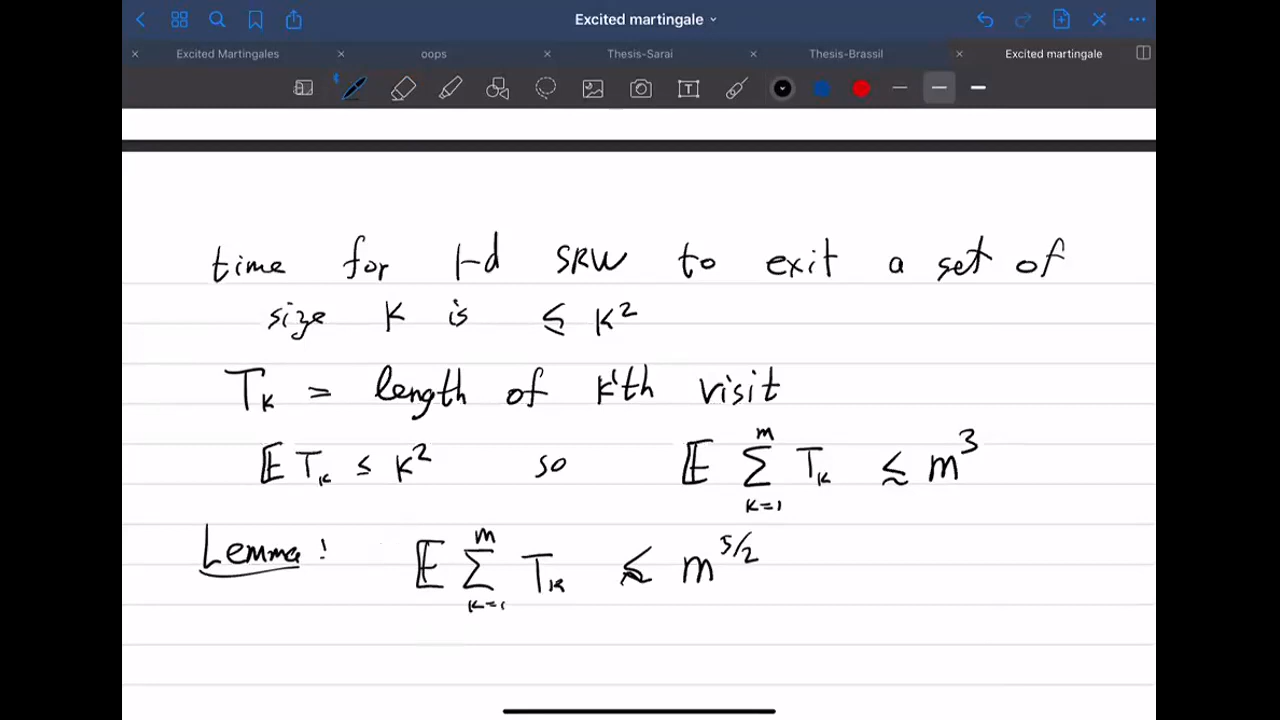 Excited martingale
Excited Martingales
oops
Thesis-Sarai
Thesis-Brassil
Excited martingale
time for 1-d SRW to exit a set of
size K is ≤ K²
T_K = length of K'th visit
𝔼 T_K ≤ K² so 𝔼 ∑_{K=1}^{m} T_K ≲ m³
Lemma: 𝔼 ∑_{K=1}^{m} T_K ≲ m^{5/2}